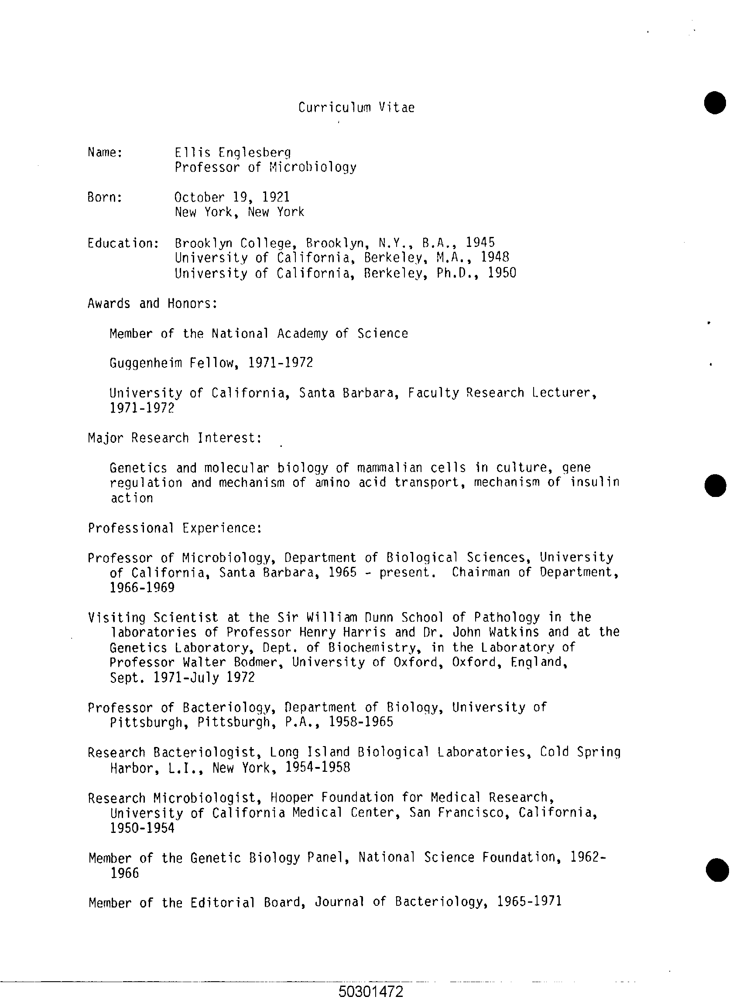 Curriculum Vitae
Name: Ellis Englesberg
Professor of Microbiology
Born: October 19, 1921
New York, New York
Education: Brooklyn College, Brooklyn, N.Y., B.A., 1945
University of California, Berkeley, M.A., 1948
University of California, Berkeley, Ph.D., 1950
Awards and Honors:
Member of the National Academy of Science
Guggenheim Fellow, 1971-1972
University of California, Santa Barbara, Faculty Research Lecturer,
1971-1972
Major Research Interest:
Genetics and molecular biology of mammalian cells in culture, gene
regulation and mechanism of amino acid transport, mechanism of insulin
action
Professional Experience:
Professor of Microbiology, Department of Biological Sciences, University
of California, Santa Barbara, 1965 - present. Chairman of Department,
1966-1969
Visiting Scientist at the Sir William Dunn School of Pathology in the
laboratories of Professor Henry Harris and Dr. John Watkins and at the
Genetics Laboratory, Dept. of Biochemistry, in the Laboratory of
Professor Walter Bodmer, University of Oxford, Oxford, England,
Sept. 1971-July 1972
Professor of Bacteriology, Department of Biology, University of
Pittsburgh, Pittsburgh, P.A., 1958-1965
Research Bacteriologist, Long Island Biological Laboratories, Cold Spring
Harbor, L.I., New York, 1954-1958
Research Microbiologist, Hooper Foundation for Medical Research,
University of California Medical Center, San Francisco, California,
1950-1954
Member of the Genetic Biology Panel, National Science Foundation, 1962-
1966
Member of the Editorial Board, Journal of Bacteriology, 1965-1971
50301472